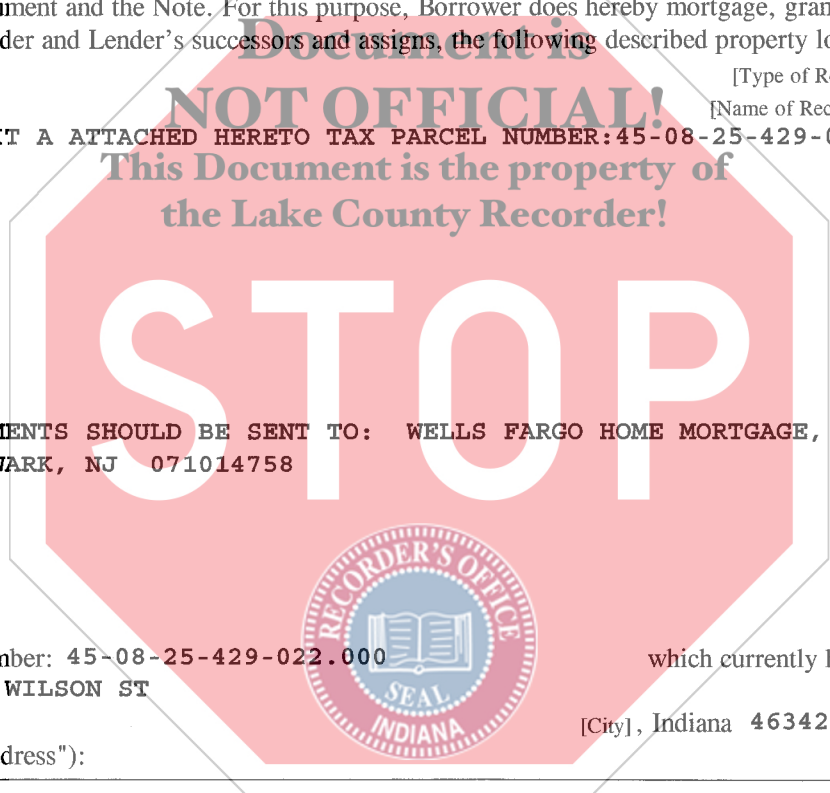 ment and the Note. For this purpose, Borrower does hereby mortgage, gran
der and Lender's successors and assigns, the following described property lo
Document is
[Type of R
NOT OFFICIAL!
[Name of Rec
T A ATTACHED HERETO TAX PARCEL NUMBER:45-08-25-429-0
This Document is the property of
the Lake County Recorder!
STOP
MENTS SHOULD BE SENT TO: WELLS FARGO HOME MORTGAGE,
ARK, NJ 071014758
RECORDER'S OFFICE
SEAL
INDIANA
mber: 45-08-25-429-022.000 which currently
WILSON ST
[City], Indiana 46342
dress"):